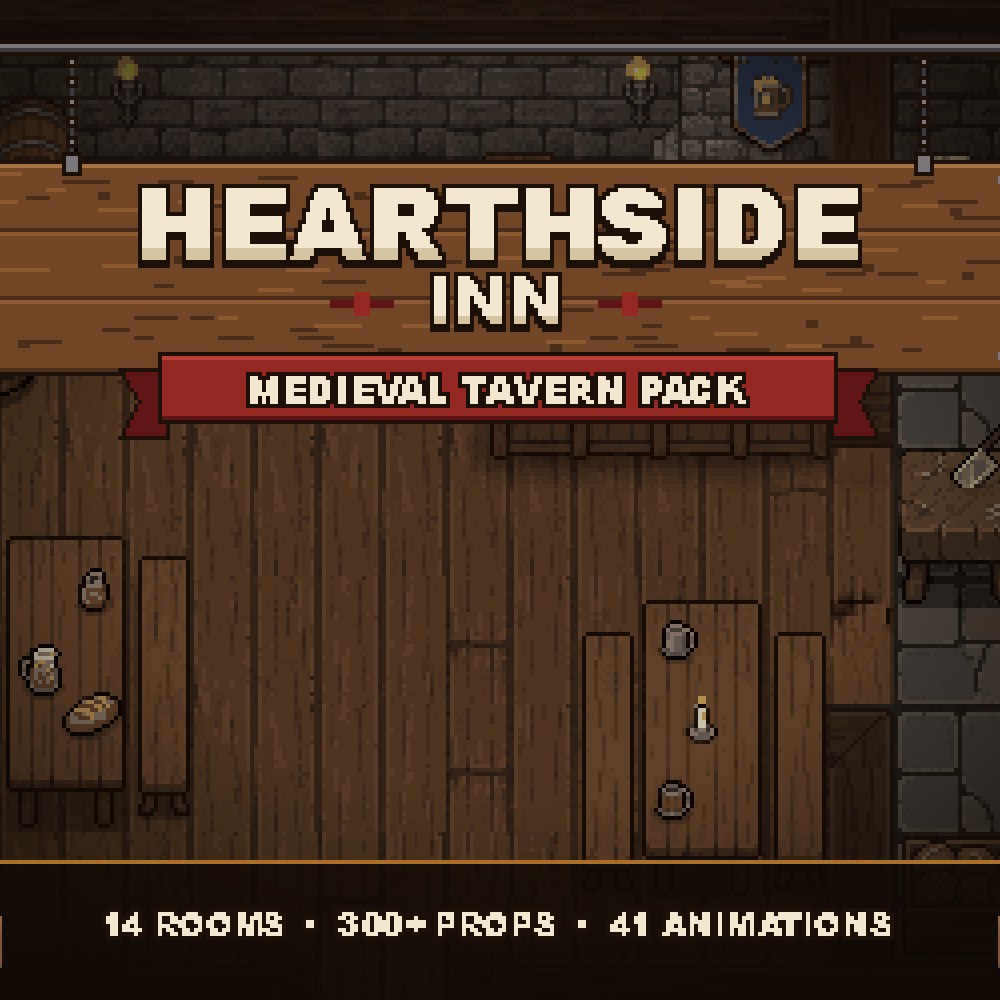 HEARTHSIDE
INN
MEDIEVAL TAVERN PACK
14 ROOMS · 300+ PROPS · 41 ANIMATIONS